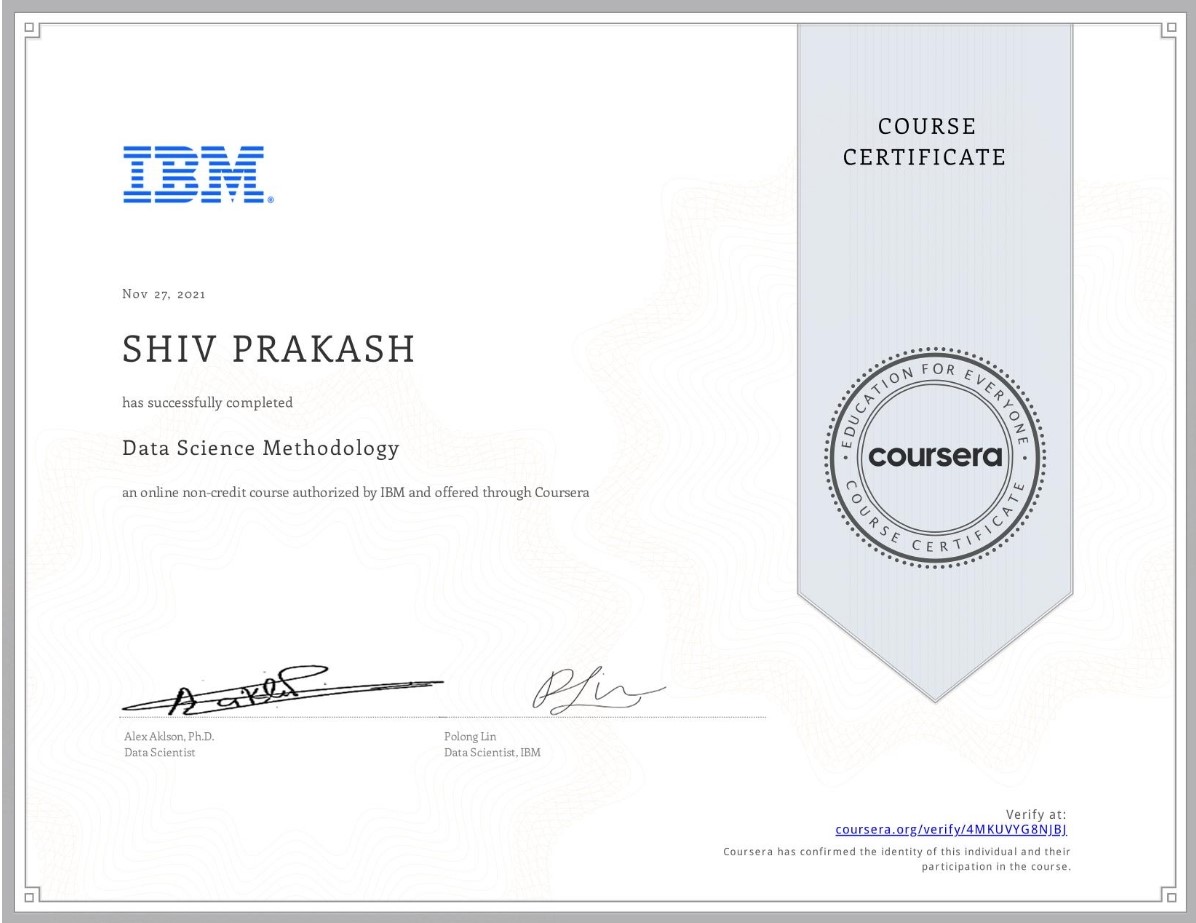 COURSE
CERTIFICATE
IBM®
Nov 27, 2021
SHIV PRAKASH
has successfully completed
Data Science Methodology
an online non-credit course authorized by IBM and offered through Coursera
EDUCATION FOR EVERYONE
coursera
COURSE CERTIFICATE
Alex Aklson, Ph.D.
Data Scientist
Polong Lin
Data Scientist, IBM
Verify at:
coursera.org/verify/4MKUVYG8NJBJ
Coursera has confirmed the identity of this individual and their
participation in the course.